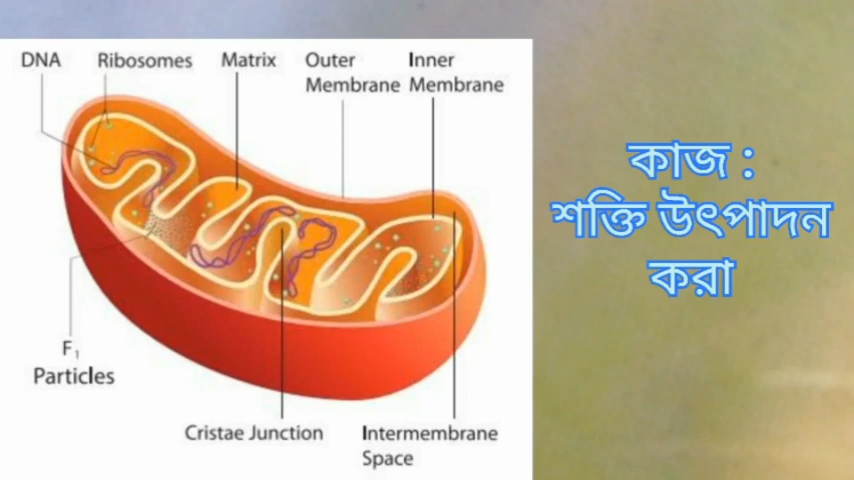 DNA
Ribosomes
Matrix
Outer
Membrane
Inner
Membrane
কাজ :
শক্তি উৎপাদন
করা
F₁
Particles
Cristae Junction
Intermembrane
Space